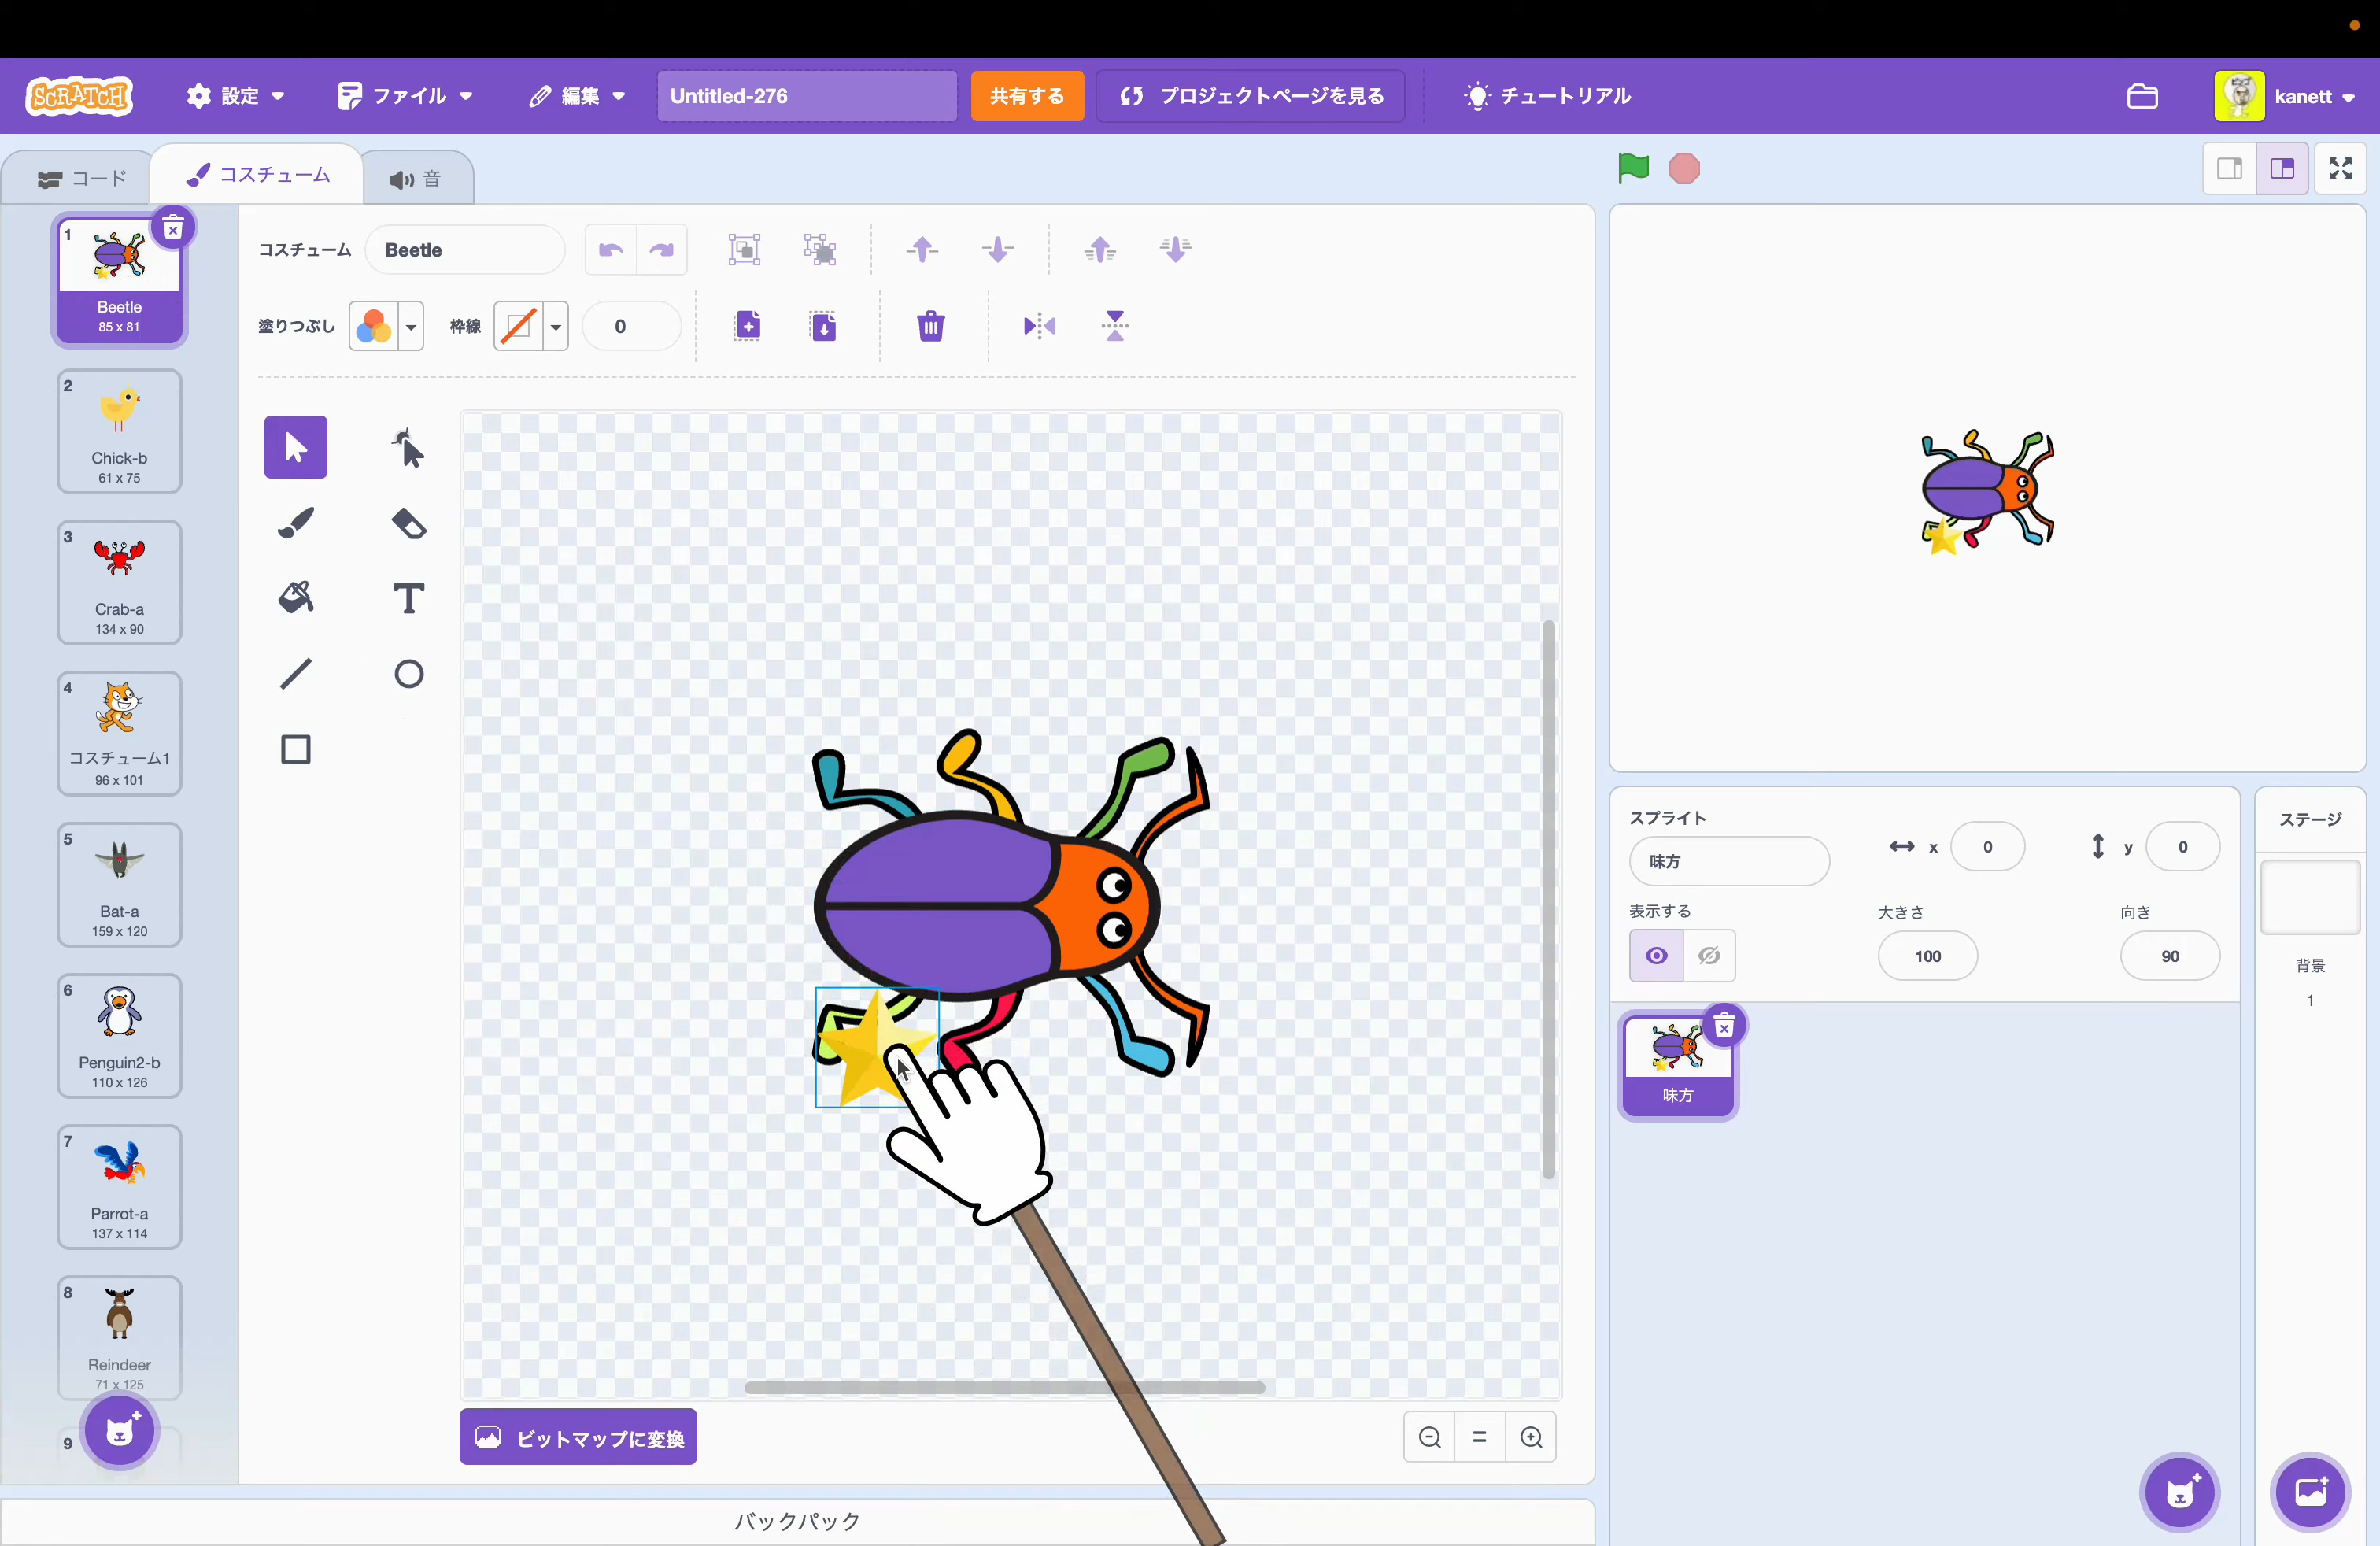 SCRATCH
設定
ファイル
編集
Untitled-276
共有する
プロジェクトページを見る
チュートリアル
kanett
コード
コスチューム
音
1
Beetle
85 x 81
2
Chick-b
61 x 75
3
Crab-a
134 x 90
4
コスチューム1
96 x 101
5
Bat-a
159 x 120
6
Penguin2-b
110 x 126
7
Parrot-a
137 x 114
8
Reindeer
71 x 125
9
コスチューム
Beetle
塗りつぶし
枠線
0
T
ビットマップに変換
=
バックパック
スプライト
味方
x
0
y
0
表示する
大きさ
100
向き
90
味方
ステージ
背景
1